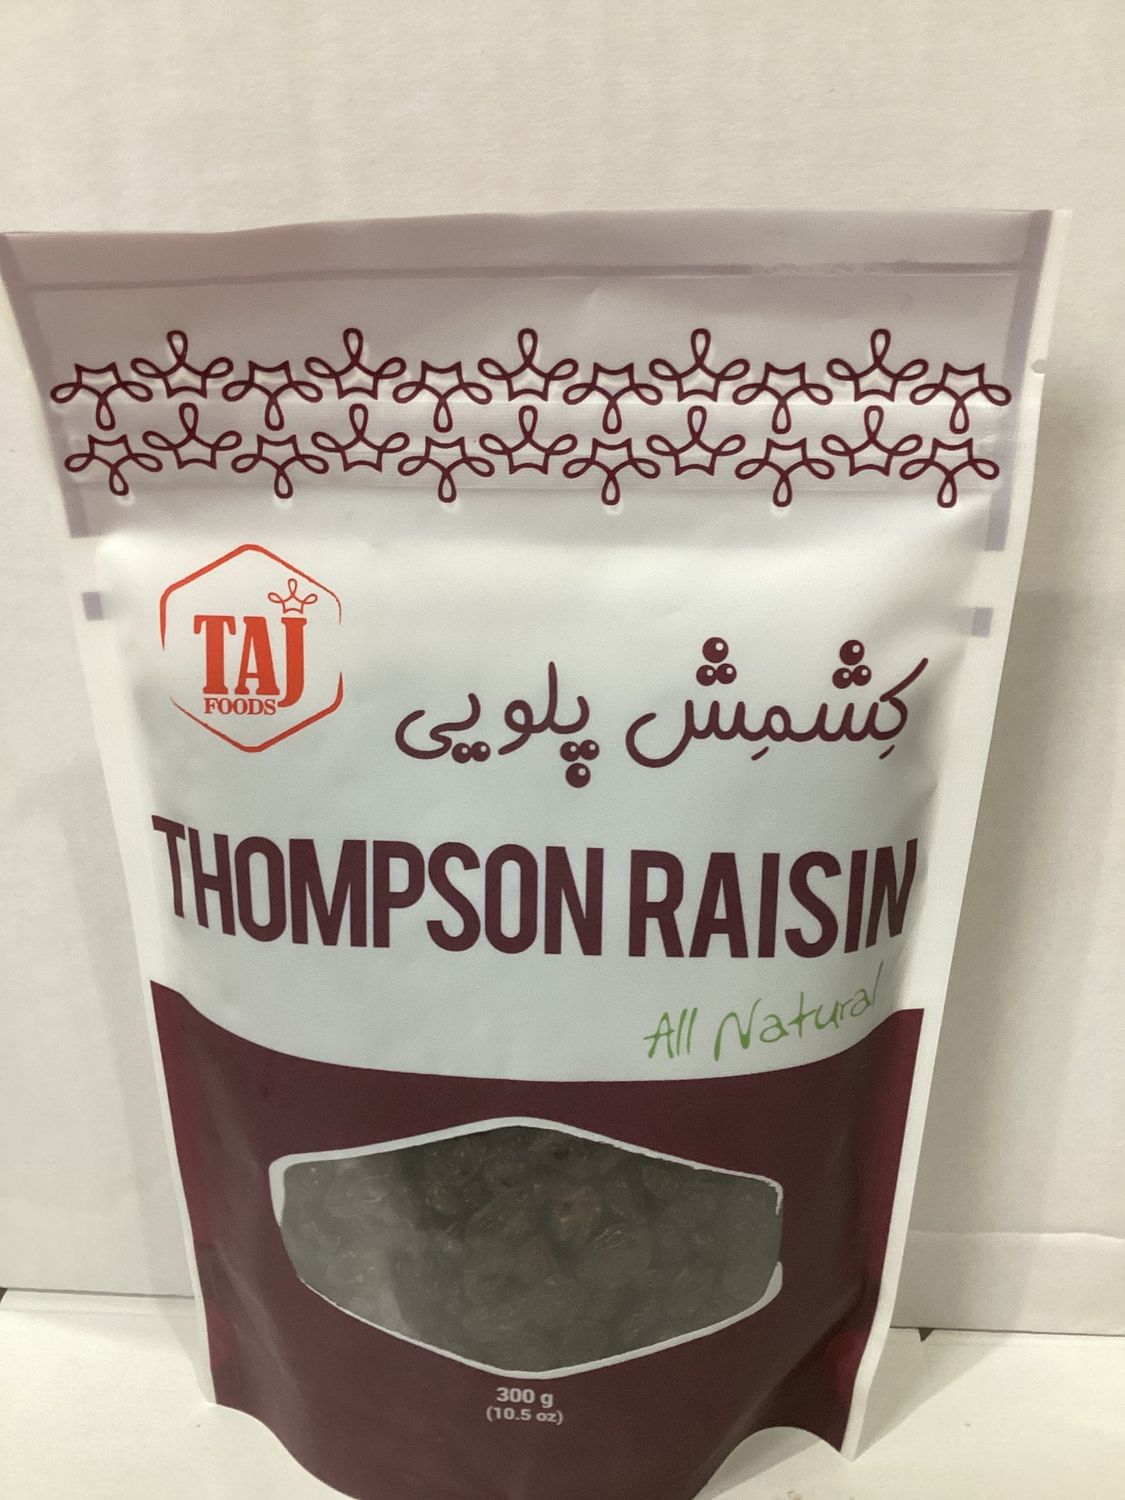 TAJ
FOODS
کِشمِش پلویی
THOMPSON RAISIN
All Natural
300 g
(10.5 oz)